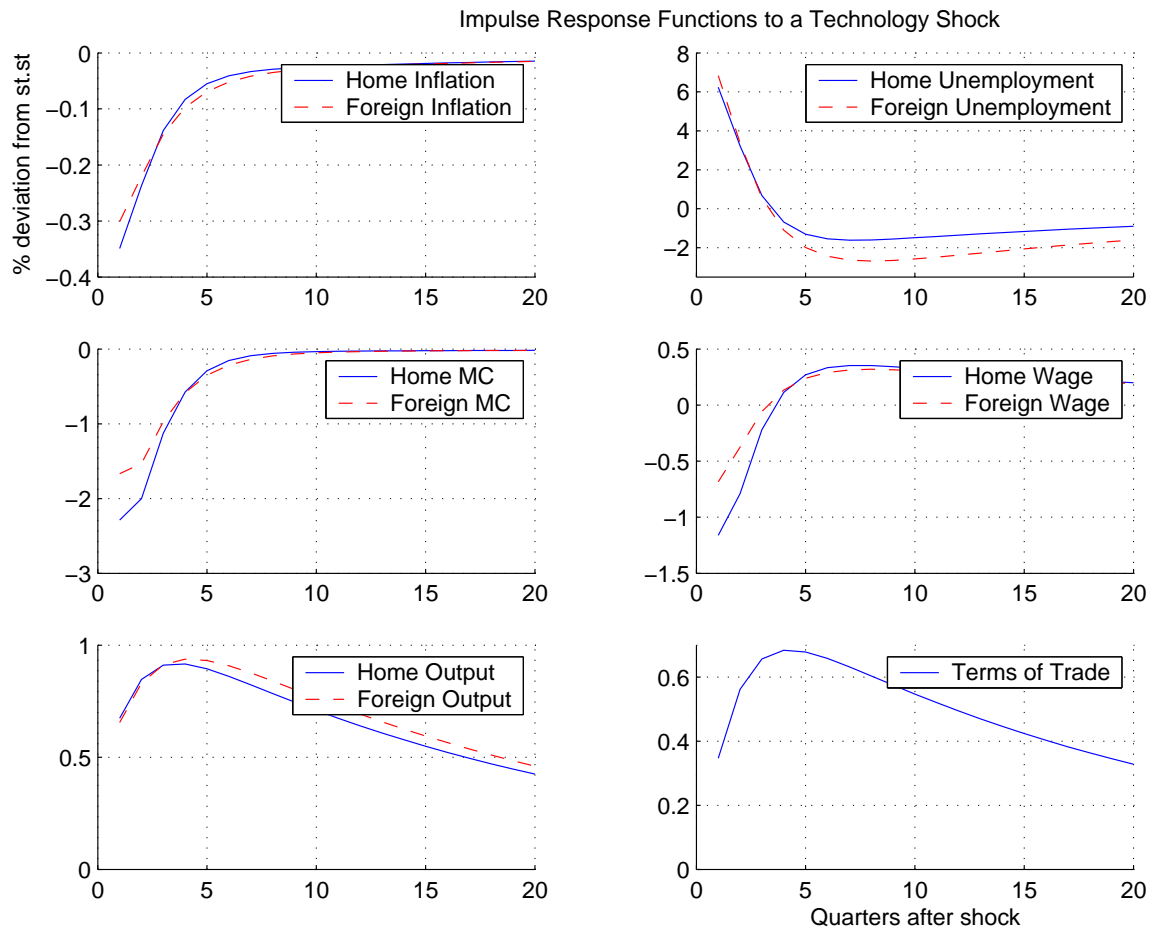 Impulse Response Functions to a Technology Shock
% deviation from st.st
0
−0.1
−0.2
−0.3
−0.4
0 5 10 15 20
Home Inflation
Foreign Inflation
8
6
4
2
0
−2
0 5 10 15 20
Home Unemployment
Foreign Unemployment
0
−1
−2
−3
0 5 10 15 20
Home MC
Foreign MC
0.5
0
−0.5
−1
−1.5
0 5 10 15 20
Home Wage
Foreign Wage
1
0.5
0
0 5 10 15 20
Home Output
Foreign Output
0.6
0.4
0.2
0
0 5 10 15 20
Terms of Trade
Quarters after shock